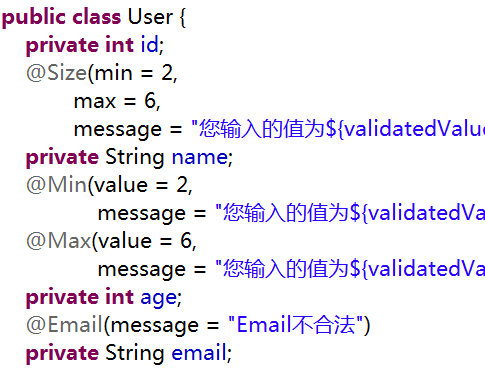 public class User {
private int id;
@Size(min = 2,
max = 6,
message = "您输入的值为${validatedValue
private String name;
@Min(value = 2,
message = "您输入的值为${validatedVa
@Max(value = 6,
message = "您输入的值为${validatedVa
private int age;
@Email(message = "Email不合法")
private String email;